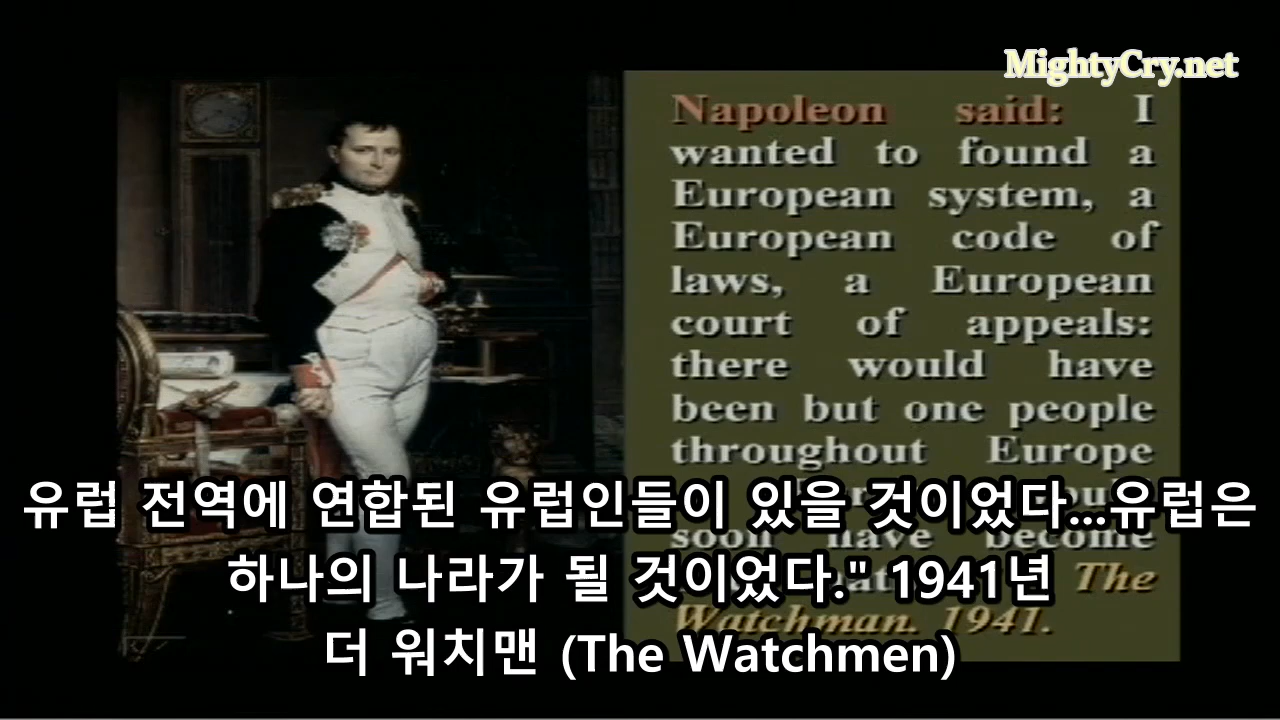 MightyCry.net
Napoleon said: I
wanted to found a
European system, a
European code of
laws, a European
court of appeals:
there would have
been but one people
throughout Europe
soon have become
The
Watchman. 1941.
유럽 전역에 연합된 유럽인들이 있을 것이었다...유럽은
하나의 나라가 될 것이었다." 1941년
더 워치맨 (The Watchmen)